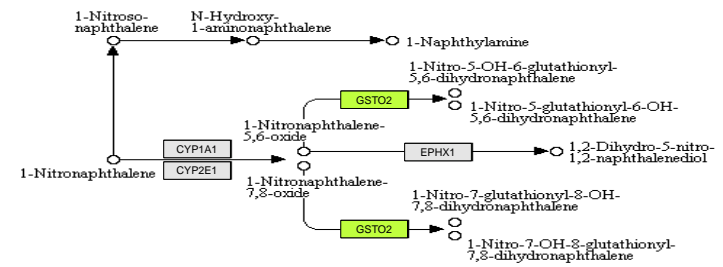 1-Nitroso-
naphthalene
N-Hydroxy-
1-aminonaphthalene
1-Naphthylamine
1-Nitro-5-OH-6-glutathionyl-
5,6-dihydronaphthalene
GSTO2
1-Nitro-5-glutathionyl-6-OH-
5,6-dihydronaphthalene
1-Nitronaphthalene-
5,6-oxide
CYP1A1
EPHX1
1,2-Dihydro-5-nitro-
1,2-naphthalenediol
1-Nitronaphthalene
CYP2E1
1-Nitronaphthalene-
7,8-oxide
1-Nitro-7-glutathionyl-8-OH-
7,8-dihydronaphthalene
GSTO2
1-Nitro-7-OH-8-glutathionyl-
7,8-dihydronaphthalene